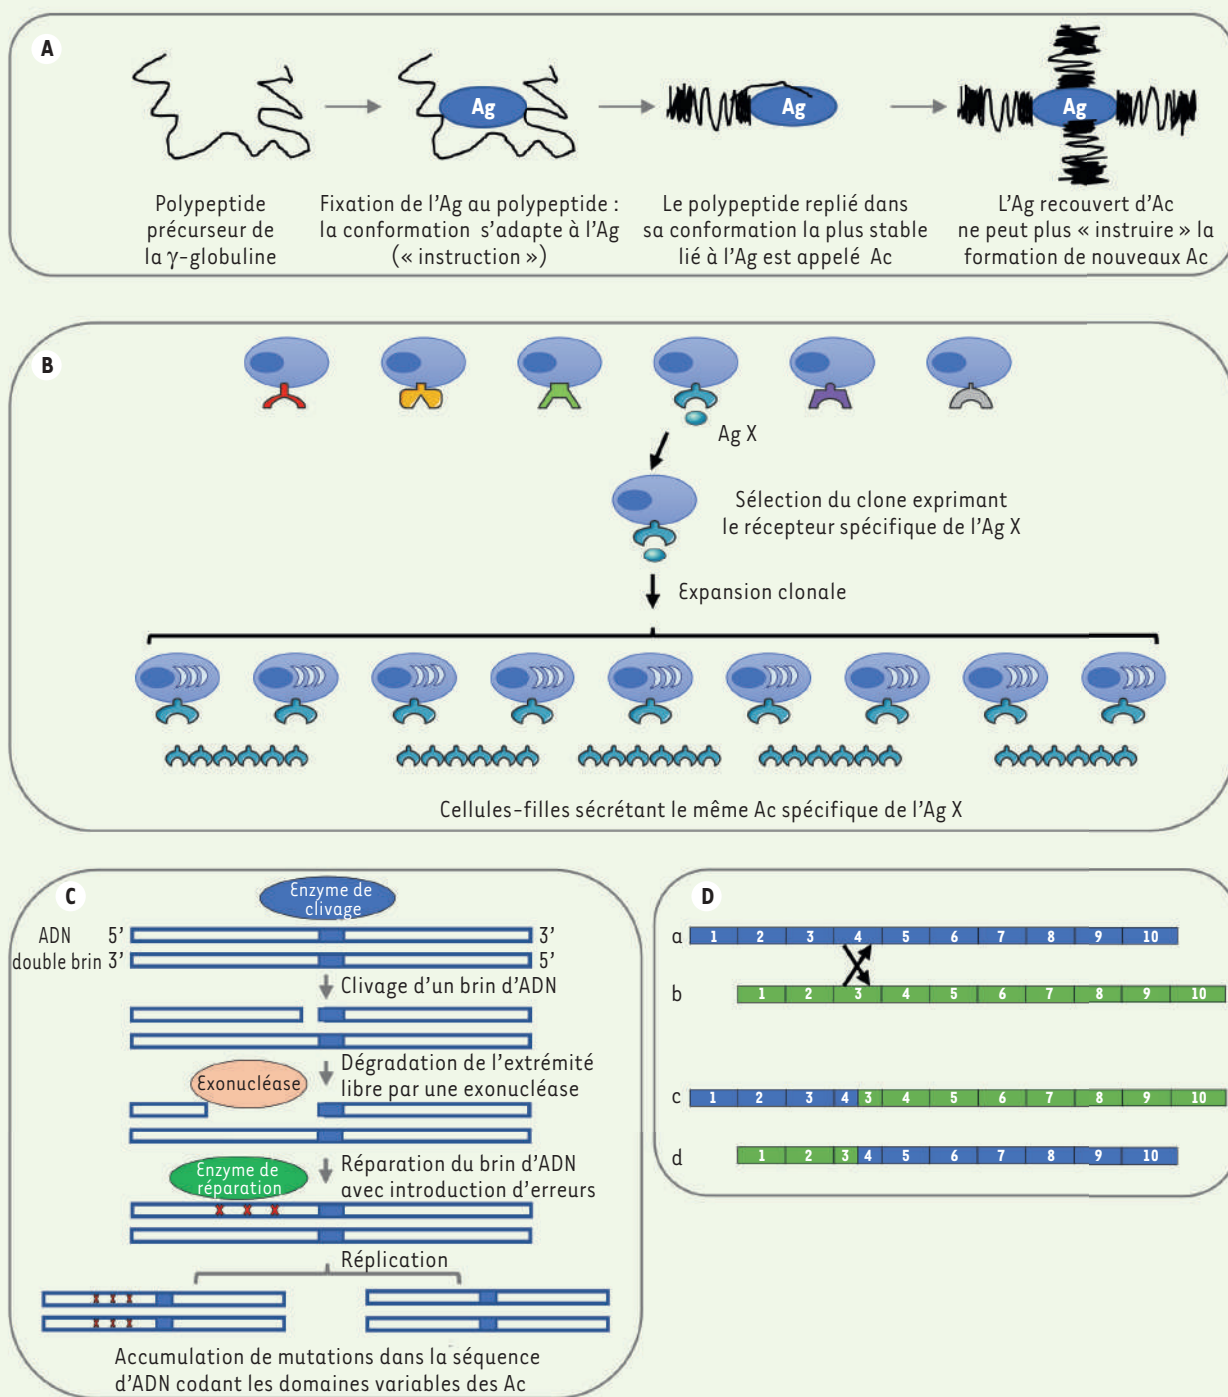 A
Ag
Ag
Ag
Polypeptide
précurseur de
la γ-globuline
Fixation de l'Ag au polypeptide :
la conformation s'adapte à l'Ag
(« instruction »)
Le polypeptide replié dans
sa conformation la plus stable
lié à l'Ag est appelé Ac
L'Ag recouvert d'Ac
ne peut plus « instruire » la
formation de nouveaux Ac
B
Ag X
Sélection du clone exprimant
le récepteur spécifique de l'Ag X
Expansion clonale
Cellules-filles sécrétant le même Ac spécifique de l'Ag X
C
Enzyme de
clivage
ADN 5' 3'
double brin 3' 5'
Clivage d'un brin d'ADN
Dégradation de l'extrémité
libre par une exonucléase
Exonucléase
Réparation du brin d'ADN
avec introduction d'erreurs
Enzyme de
réparation
Réplication
Accumulation de mutations dans la séquence
d'ADN codant les domaines variables des Ac
D
a 1 2 3 4 5 6 7 8 9 10
b 1 2 3 4 5 6 7 8 9 10
c 1 2 3 4 3 4 5 6 7 8 9 10
d 1 2 3 4 5 6 7 8 9 10